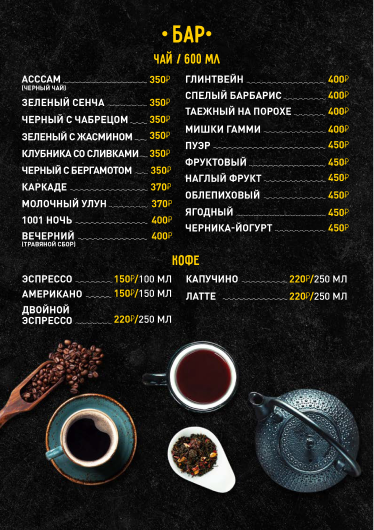 • БАР •
ЧАЙ / 600 МЛ
АСССАМ 350₽
(ЧЕРНЫЙ ЧАЙ)
ЗЕЛЕНЫЙ СЕНЧА 350₽
ЧЕРНЫЙ С ЧАБРЕЦОМ 350₽
ЗЕЛЕНЫЙ С ЖАСМИНОМ 350₽
КЛУБНИКА СО СЛИВКАМИ 350₽
ЧЕРНЫЙ С БЕРГАМОТОМ 350₽
КАРКАДЕ 370₽
МОЛОЧНЫЙ УЛУН 370₽
1001 НОЧЬ 400₽
ВЕЧЕРНИЙ 400₽
(ТРАВЯНОЙ СБОР)
ГЛИНТВЕЙН 400₽
СПЕЛЫЙ БАРБАРИС 400₽
ТАЕЖНЫЙ НА ПОРОХЕ 400₽
МИШКИ ГАММИ 400₽
ПУЭР 450₽
ФРУКТОВЫЙ 450₽
НАГЛЫЙ ФРУКТ 450₽
ОБЛЕПИХОВЫЙ 450₽
ЯГОДНЫЙ 450₽
ЧЕРНИКА-ЙОГУРТ 450₽
КОФЕ
ЭСПРЕССО 150₽/100 МЛ
АМЕРИКАНО 150₽/150 МЛ
ДВОЙНОЙ
ЭСПРЕССО 220₽/250 МЛ
КАПУЧИНО 220₽/250 МЛ
ЛАТТЕ 220₽/250 МЛ